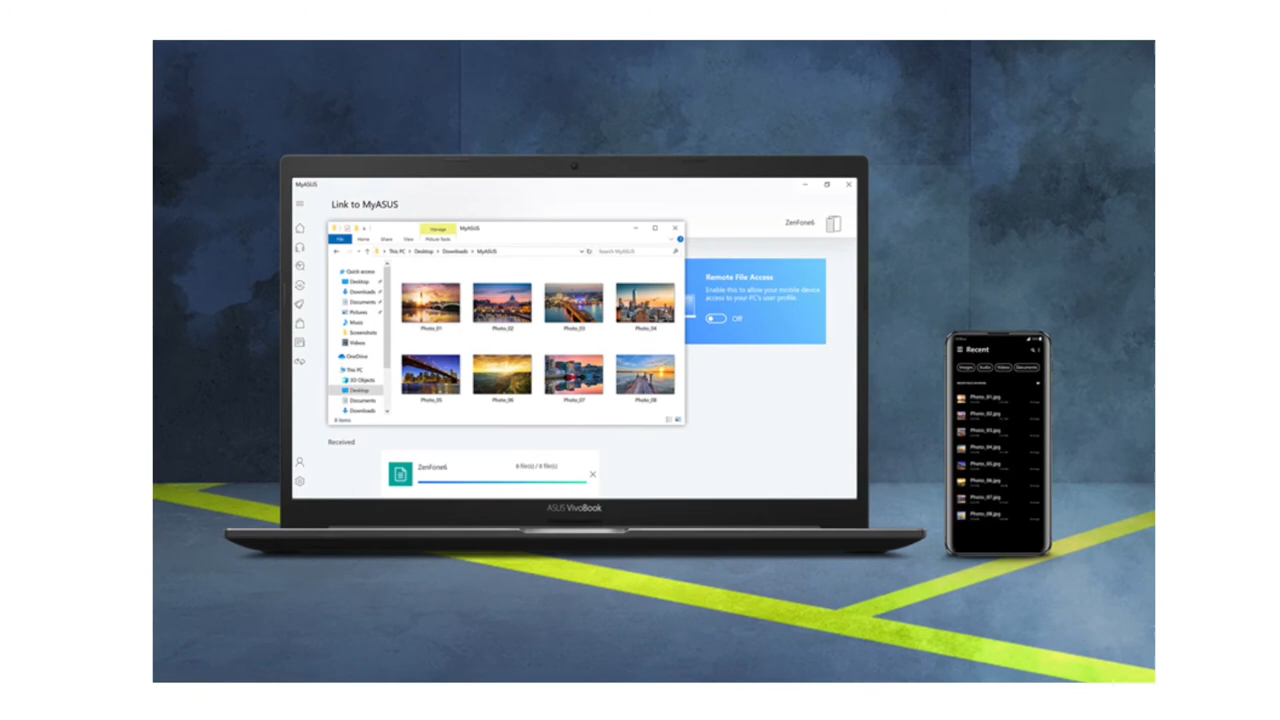 MyASUS
Link to MyASUS
ZenFone6
Manage
MyASUS
File
Home
Share
View
Picture Tools
This PC > Desktop > Downloads > MyASUS
Search MyASUS
Quick access
Desktop
Downloads
Documents
Pictures
Music
Screenshots
Videos
OneDrive
This PC
3D Objects
Desktop
Documents
Downloads
8 items
Photo_01
Photo_02
Photo_03
Photo_04
Photo_05
Photo_06
Photo_07
Photo_08
Remote File Access
Enable this to allow your mobile device
access to your PC's user profile.
Off
Received
ZenFone6
8 file(s) / 8 file(s)
ASUS VivoBook
Recent
Images
Audio
Videos
Documents
Photo_01.jpg
Photo_02.jpg
Photo_03.jpg
Photo_04.jpg
Photo_05.jpg
Photo_06.jpg
Photo_07.jpg
Photo_08.jpg